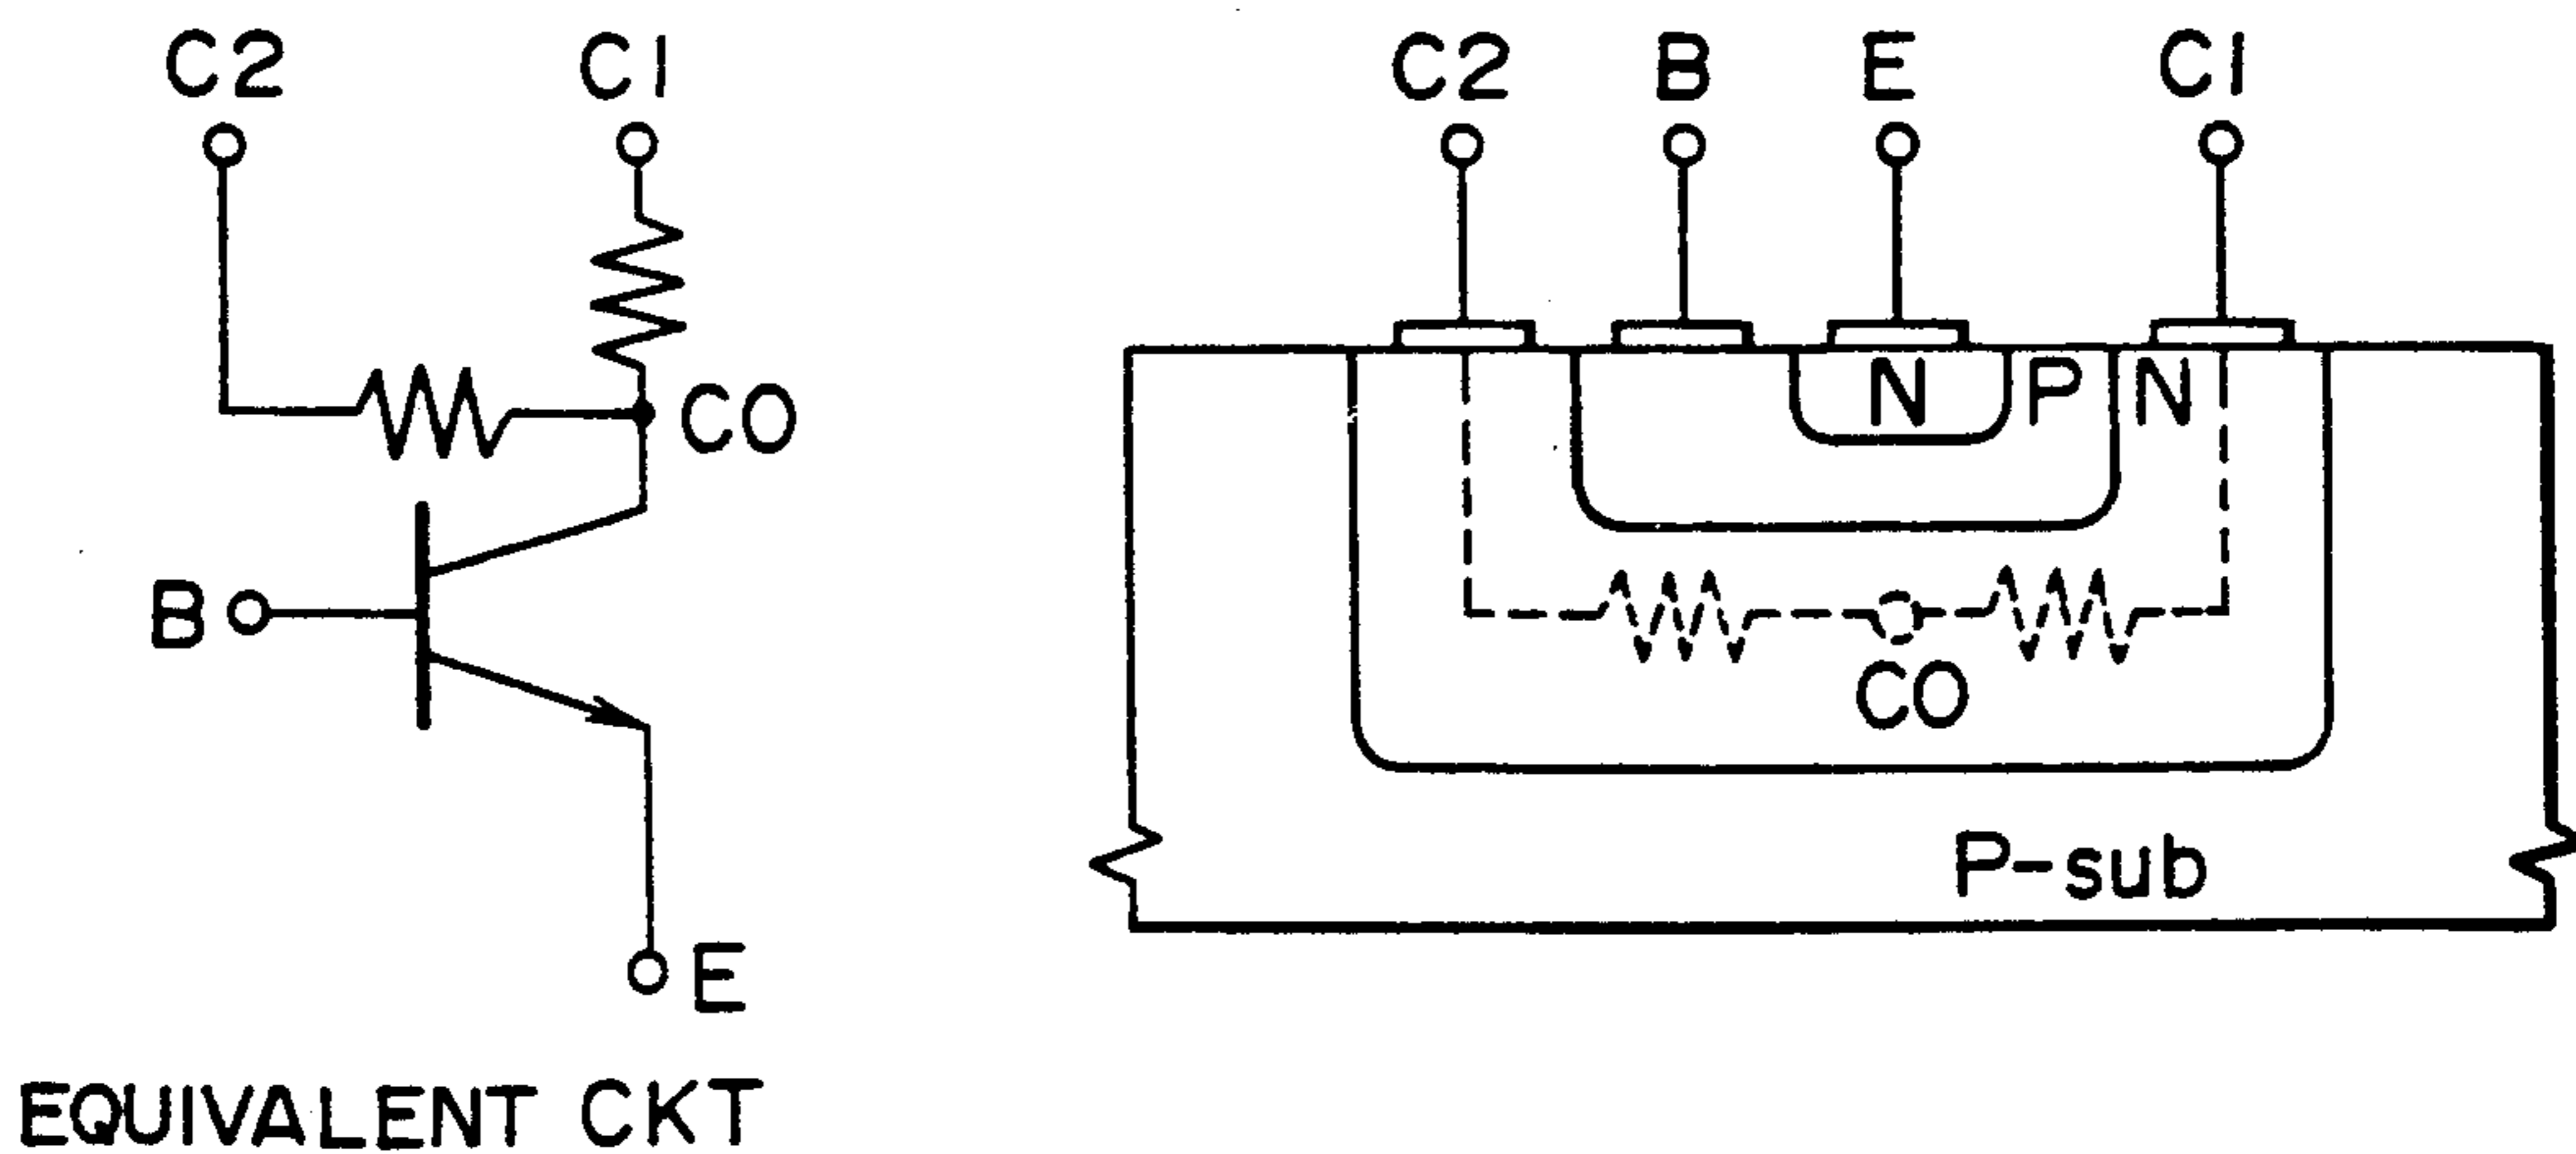 C2 C1
CO
B
E
EQUIVALENT CKT
C2 B E C1
N P N
CO
P-sub